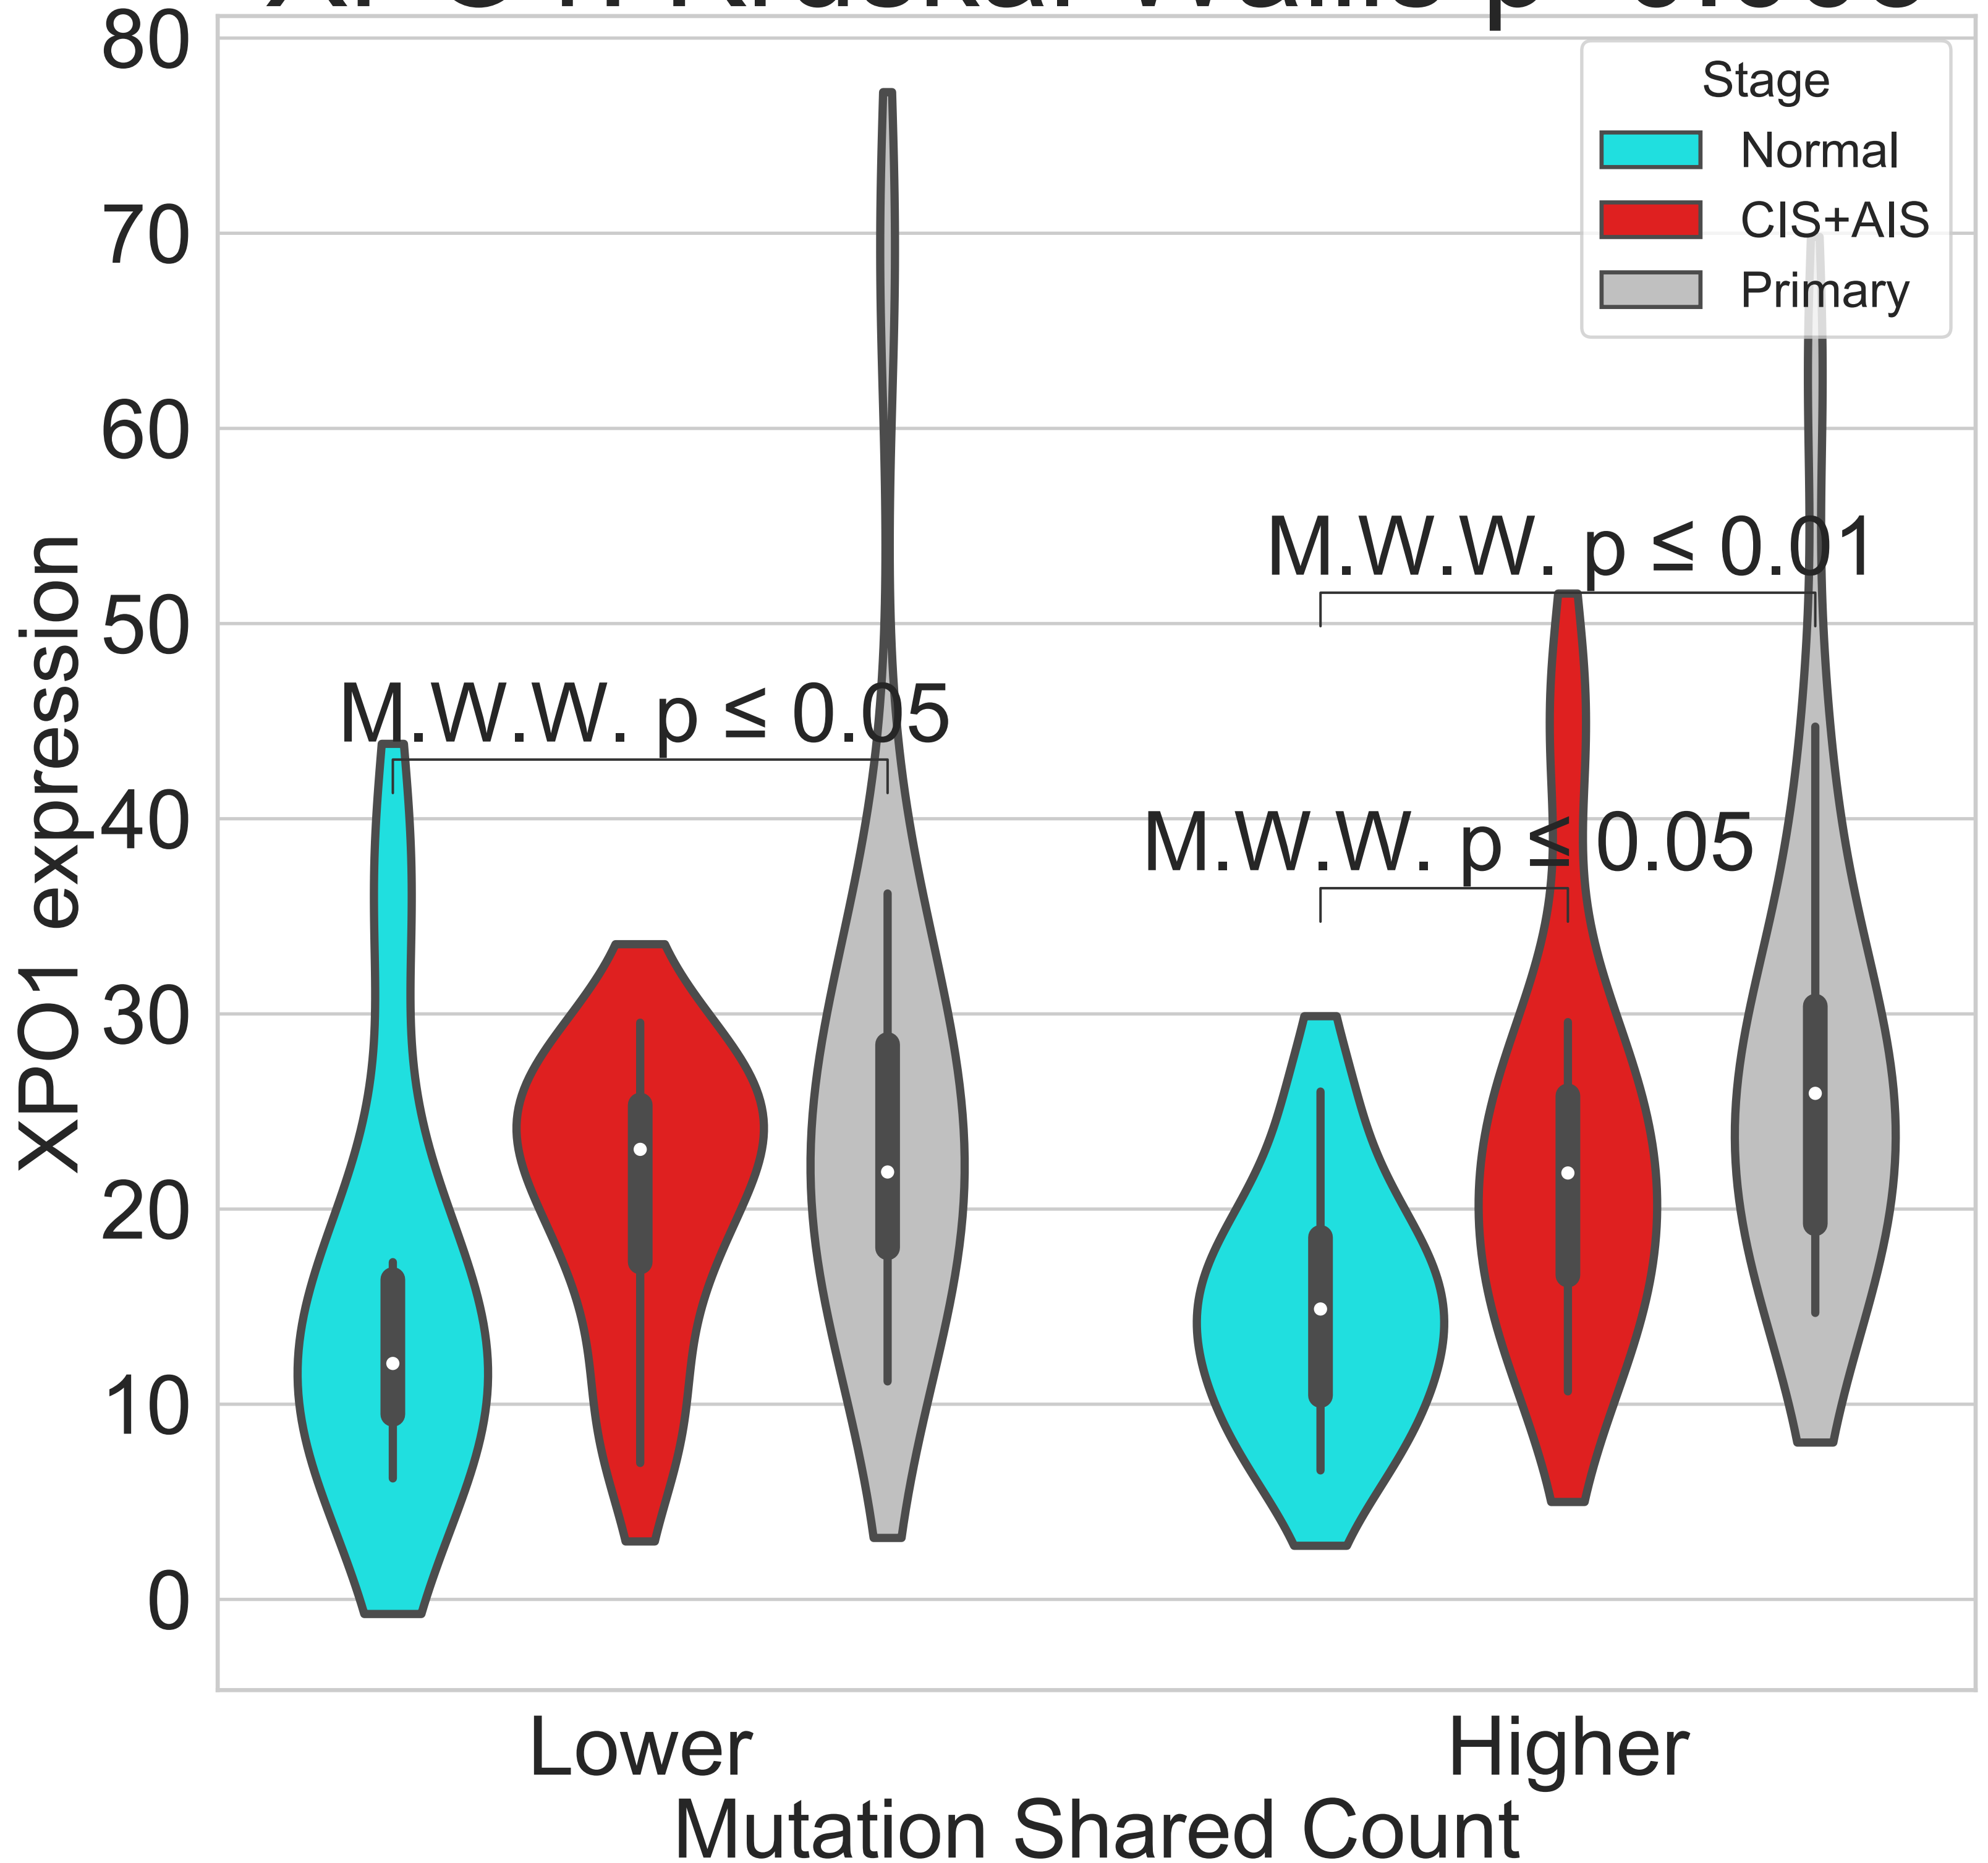 80
Stage
Normal
CIS+AIS
Primary
70
60
M.W.W. p ≤ 0.01
50
M.W.W. p ≤ 0.05
40
M.W.W. p ≤ 0.05
30
20
10
0
XPO1 expression
Lower
Higher
Mutation Shared Count